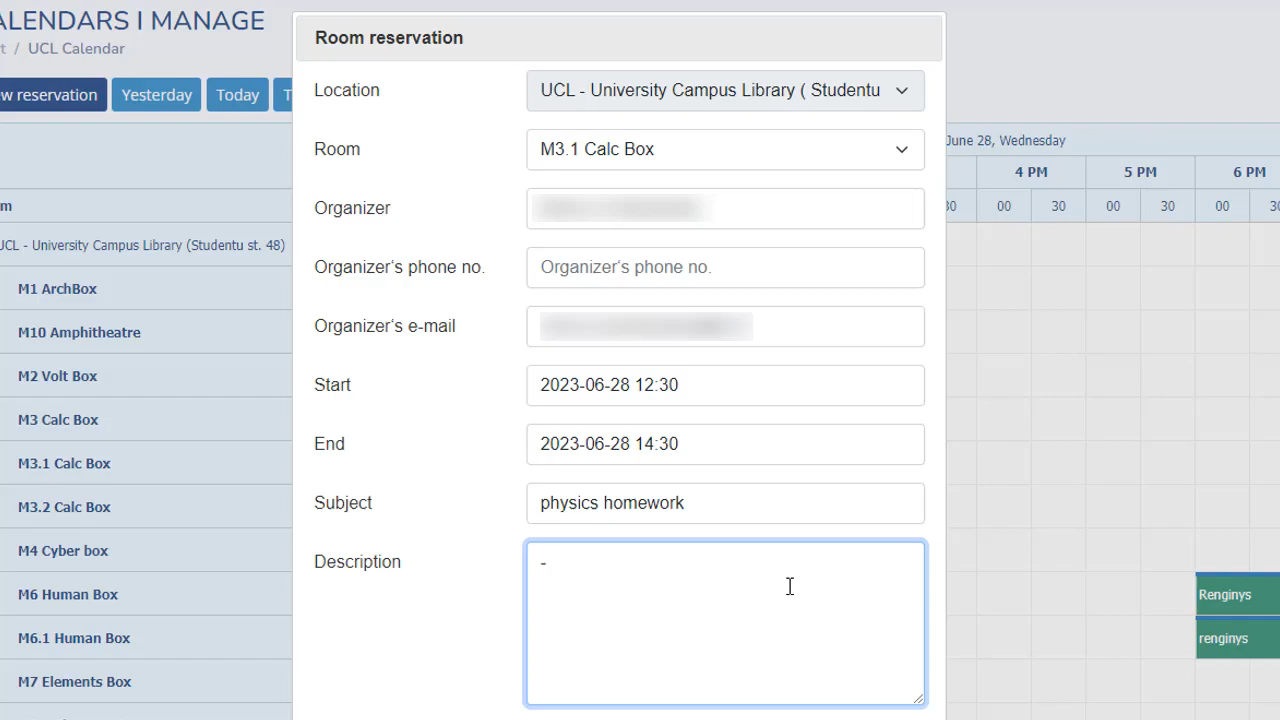 ALENDARS I MANAGE
t / UCL Calendar
w reservation
Yesterday
Today
T
m
UCL - University Campus Library (Studentu st. 48)
M1 ArchBox
M10 Amphitheatre
M2 Volt Box
M3 Calc Box
M3.1 Calc Box
M3.2 Calc Box
M4 Cyber box
M6 Human Box
M6.1 Human Box
M7 Elements Box
Room reservation
Location
UCL - University Campus Library ( Studentu
Room
M3.1 Calc Box
Organizer
Organizer‘s phone no.
Organizer‘s phone no.
Organizer‘s e-mail
Start
2023-06-28 12:30
End
2023-06-28 14:30
Subject
physics homework
Description
-
June 28, Wednesday
4 PM 5 PM 6 PM
30 00 30 00 30 00 30
Renginys
renginys